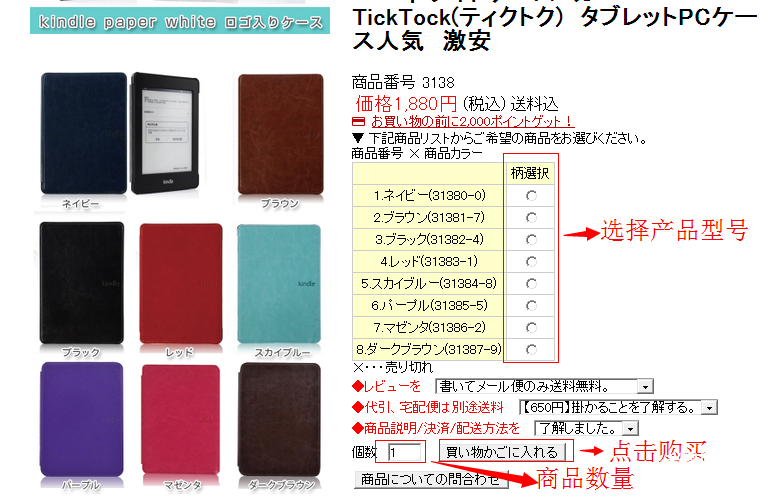 kindle paper white ロゴ入りケース
ネイビー
ブラウン
ブラック
レッド
スカイブルー
パープル
マゼンタ
ダークブラウン
TickTock(ティクトク) タブレットPCケー
ス人気 激安
商品番号 3138
価格1,880円 (税込) 送料込
お買い物の前に2,000ポイントゲット！
▼ 下記商品リストからご希望の商品をお選びください。
商品番号 × 商品カラー
柄選択
1.ネイビー(31380-0)
2.ブラウン(31381-7)
3.ブラック(31382-4)
4.レッド(31383-1)
5.スカイブルー(31384-8)
6.パープル(31385-5)
7.マゼンタ(31386-2)
8.ダークブラウン(31387-9)
选择产品型号
×・・・売り切れ
◆レビューを 書いてメール便のみ送料無料。
◆代引、宅配便は別途送料 【650円】掛かることを了解する。
◆商品説明/決済/配送方法を 了解しました。
個数 1 買い物かごに入れる 点击购买
商品についての問合わせ 商品数量